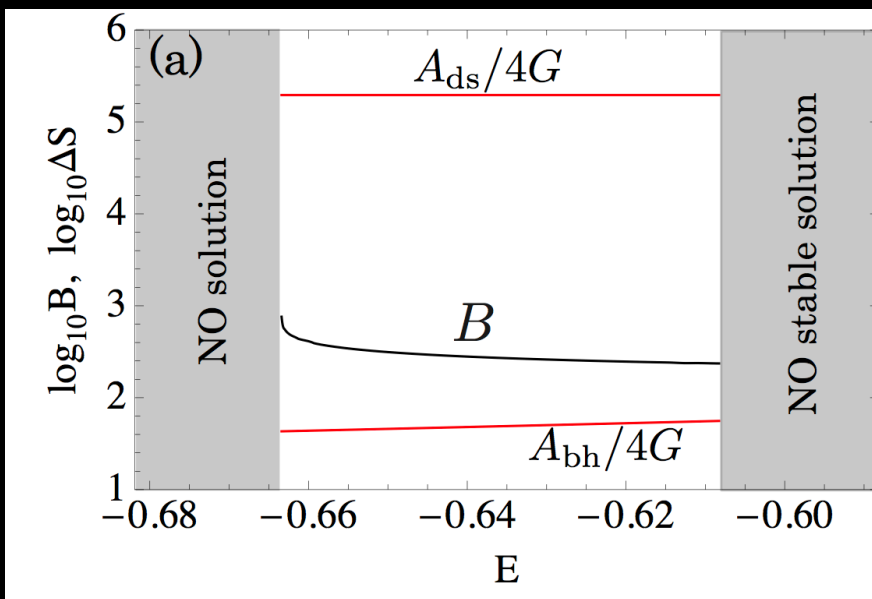 (a)
A_ds/4G
log₁₀B, log₁₀ΔS
6
5
4
3
2
1
NO solution
B
A_bh/4G
NO stable solution
−0.68
−0.66
−0.64
−0.62
−0.60
E